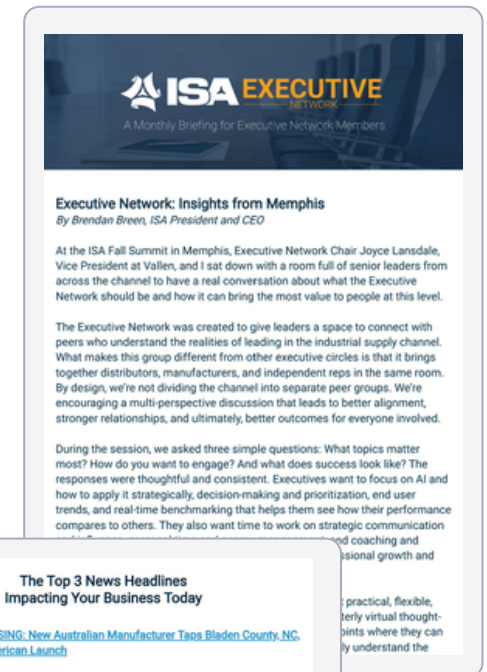 ISA EXECUTIVE
NETWORK
A Monthly Briefing for Executive Network Members
Executive Network: Insights from Memphis
By Brendan Breen, ISA President and CEO
At the ISA Fall Summit in Memphis, Executive Network Chair Joyce Lansdale,
Vice President at Vallen, and I sat down with a room full of senior leaders from
across the channel to have a real conversation about what the Executive
Network should be and how it can bring the most value to people at this level.
The Executive Network was created to give leaders a space to connect with
peers who understand the realities of leading in the industrial supply channel.
What makes this group different from other executive circles is that it brings
together distributors, manufacturers, and independent reps in the same room.
By design, we're not dividing the channel into separate peer groups. We're
encouraging a multi-perspective discussion that leads to better alignment,
stronger relationships, and ultimately, better outcomes for everyone involved.
During the session, we asked three simple questions: What topics matter
most? How do you want to engage? And what does success look like? The
responses were thoughtful and consistent. Executives want to focus on AI and
how to apply it strategically, decision-making and prioritization, end user
trends, and real-time benchmarking that helps them see how their performance
compares to others. They also want time to work on strategic communication
and coaching and
growth and
practical, flexible,
virtual thought-
where they can
understand the
The Top 3 News Headlines
Impacting Your Business Today
New Australian Manufacturer Taps Bladen County, NC,
Launch